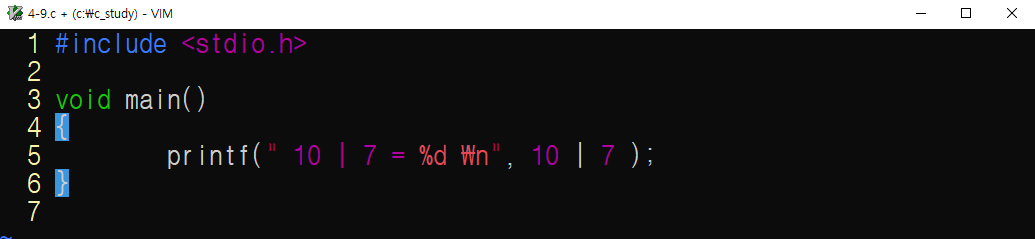 4-9.c + (c:₩c_study) - VIM
1 #include <stdio.h>
2
3 void main()
4 {
5 printf(" 10 | 7 = %d ₩n", 10 | 7 );
6 }
7
~